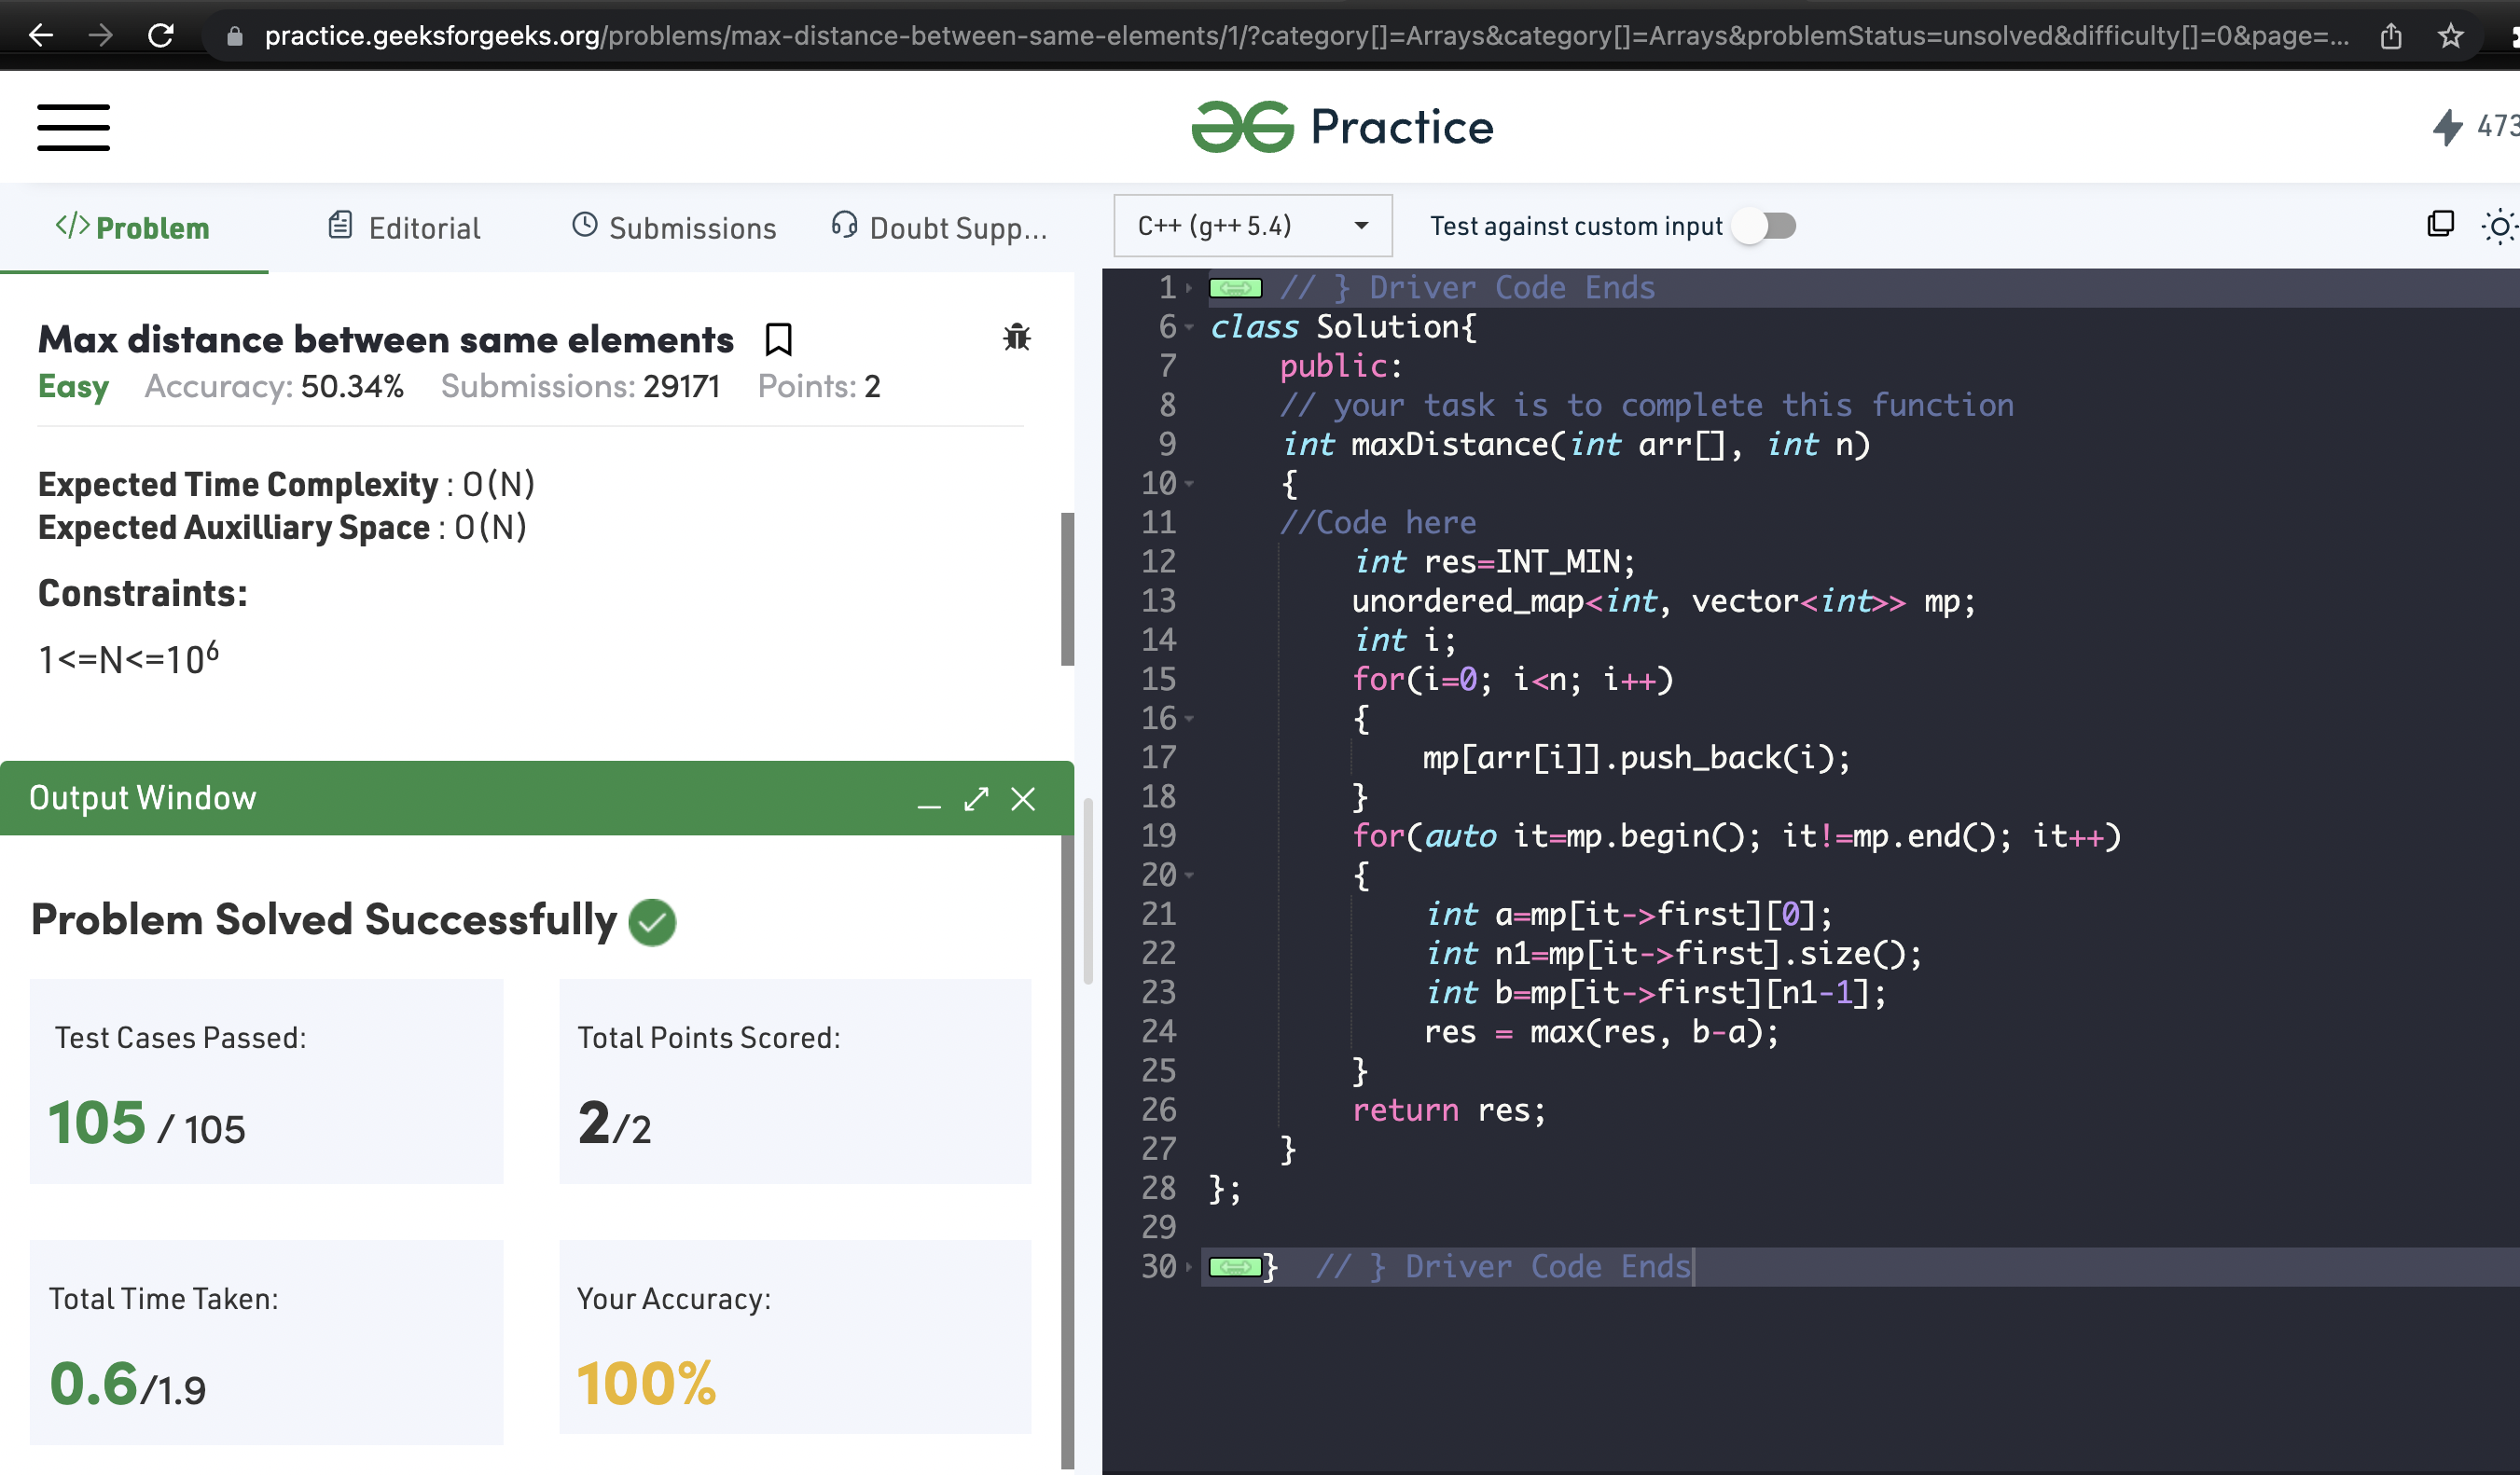 practice.geeksforgeeks.org/problems/max-distance-between-same-elements/1/?category[]=Arrays&category[]=Arrays&problemStatus=unsolved&difficulty[]=0&page=...
Practice
473
</> Problem
Editorial
Submissions
Doubt Supp...
C++ (g++ 5.4)
Test against custom input
Max distance between same elements
Easy Accuracy: 50.34% Submissions: 29171 Points: 2
Expected Time Complexity : O(N)
Expected Auxilliary Space : O(N)
Constraints:
1<=N<=10⁶
Output Window
Problem Solved Successfully
Test Cases Passed:
105 / 105
Total Points Scored:
2/2
Total Time Taken:
0.6/1.9
Your Accuracy:
100%
1 // } Driver Code Ends
6 class Solution{
7 public:
8 // your task is to complete this function
9 int maxDistance(int arr[], int n)
10 {
11 //Code here
12 int res=INT_MIN;
13 unordered_map<int, vector<int>> mp;
14 int i;
15 for(i=0; i<n; i++)
16 {
17 mp[arr[i]].push_back(i);
18 }
19 for(auto it=mp.begin(); it!=mp.end(); it++)
20 {
21 int a=mp[it->first][0];
22 int n1=mp[it->first].size();
23 int b=mp[it->first][n1-1];
24 res = max(res, b-a);
25 }
26 return res;
27 }
28 };
29
30 } // } Driver Code Ends